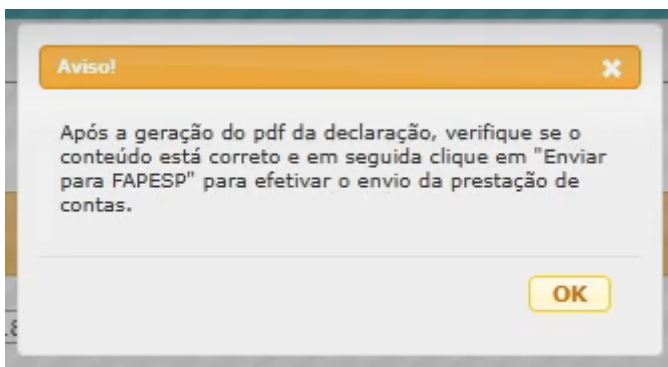 Aviso!
Após a geração do pdf da declaração, verifique se o
conteúdo está correto e em seguida clique em "Enviar
para FAPESP" para efetivar o envio da prestação de
contas.
OK